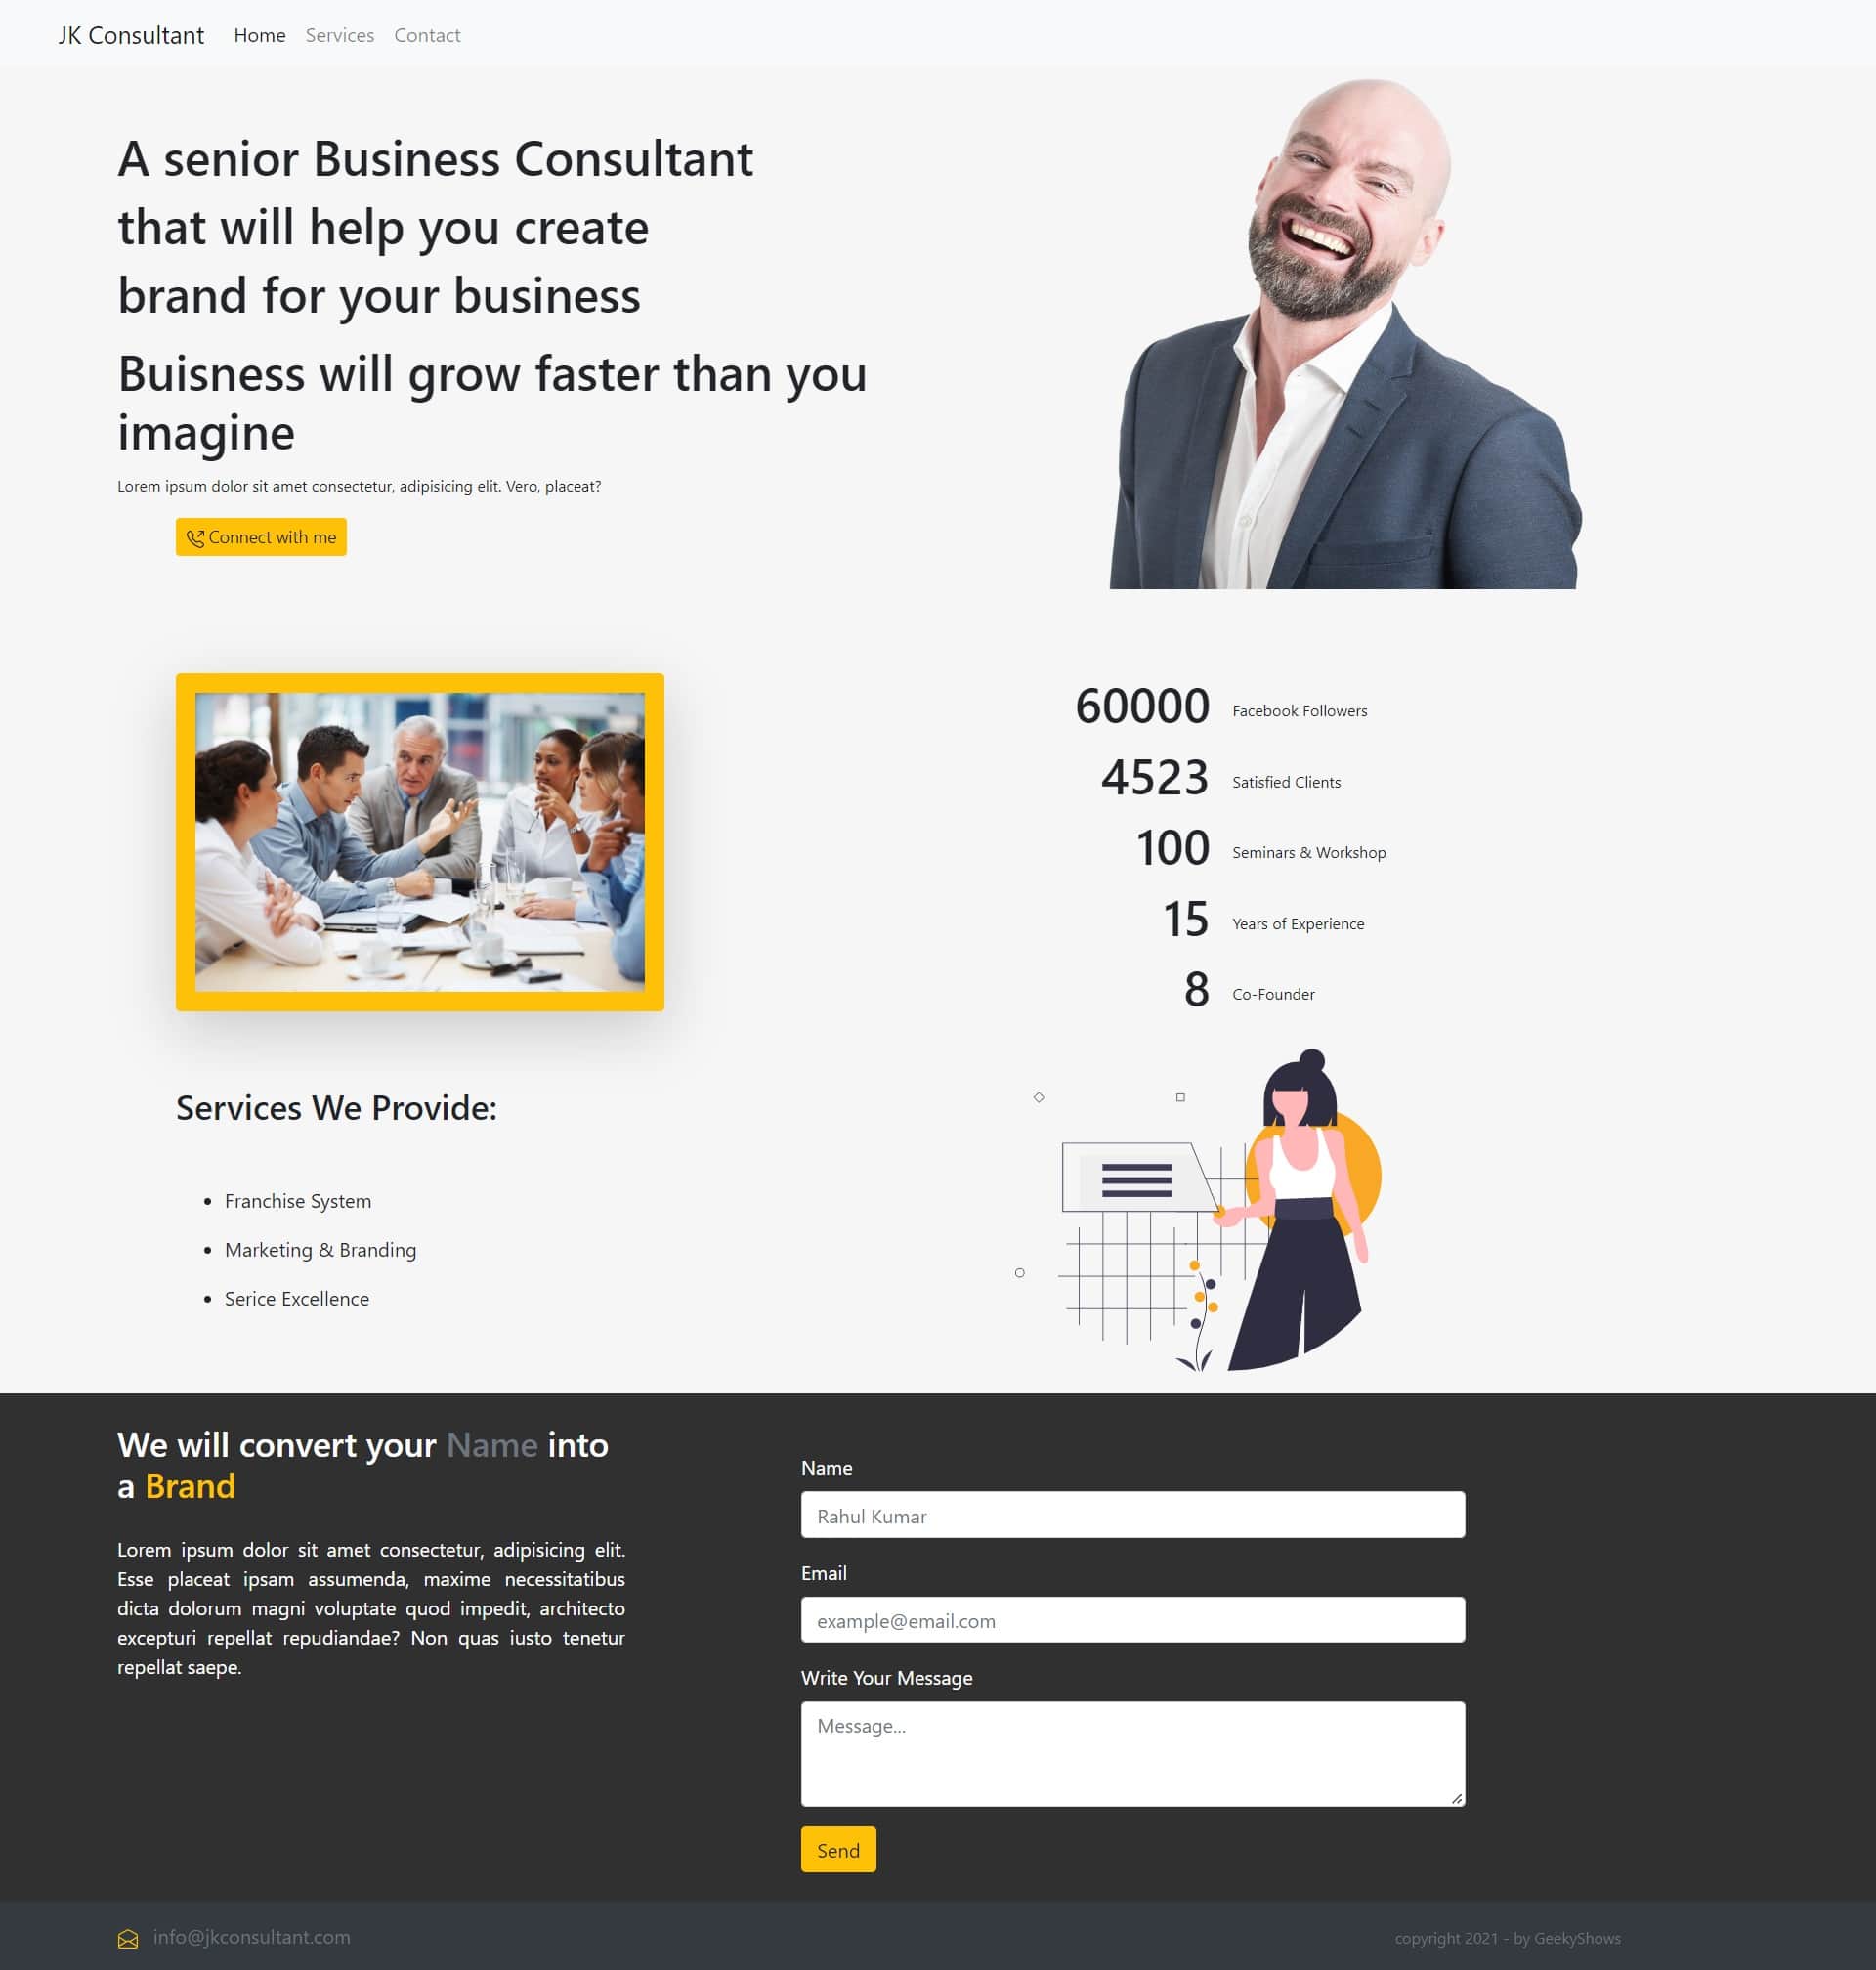 JK Consultant Home Services Contact
A senior Business Consultant
that will help you create
brand for your business
Buisness will grow faster than you
imagine
Lorem ipsum dolor sit amet consectetur, adipisicing elit. Vero, placeat?
Connect with me
60000 Facebook Followers
4523 Satisfied Clients
100 Seminars & Workshop
15 Years of Experience
8 Co-Founder
Services We Provide:
Franchise System
Marketing & Branding
Serice Excellence
We will convert your Name into
a Brand
Lorem ipsum dolor sit amet consectetur, adipisicing elit.
Esse placeat ipsam assumenda, maxime necessitatibus
dicta dolorum magni voluptate quod impedit, architecto
excepturi repellat repudiandae? Non quas iusto tenetur
repellat saepe.
Name
Rahul Kumar
Email
example@email.com
Write Your Message
Message...
Send
info@jkconsultant.com
copyright 2021 - by GeekyShows